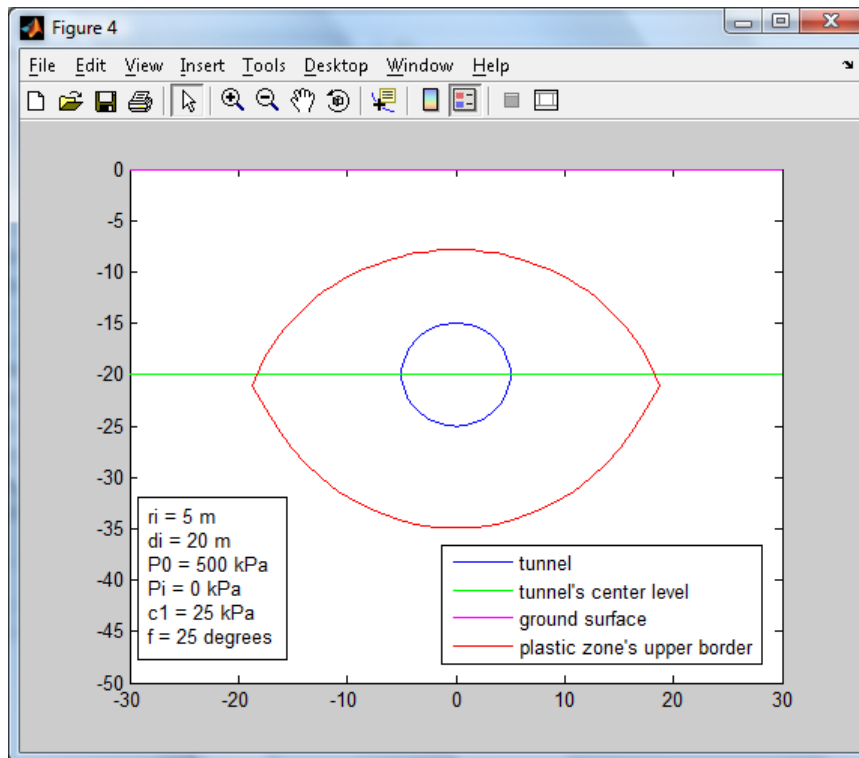 Figure 4
File Edit View Insert Tools Desktop Window Help
0
-5
-10
-15
-20
-25
-30
-35
-40
-45
-50
ri = 5 m
di = 20 m
P0 = 500 kPa
Pi = 0 kPa
c1 = 25 kPa
f = 25 degrees
tunnel
tunnel's center level
ground surface
plastic zone's upper border
-30 -20 -10 0 10 20 30